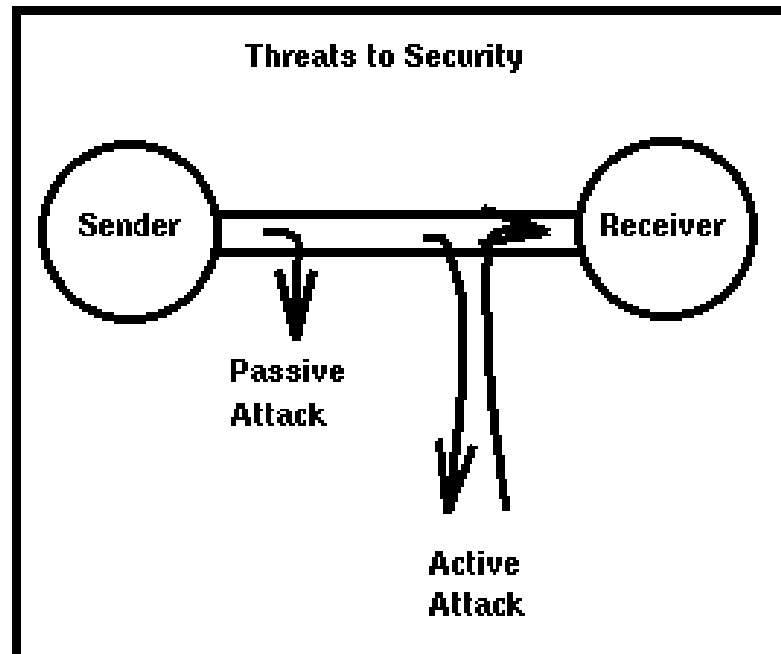 Threats to Security
Sender
Receiver
Passive
Attack
Active
Attack